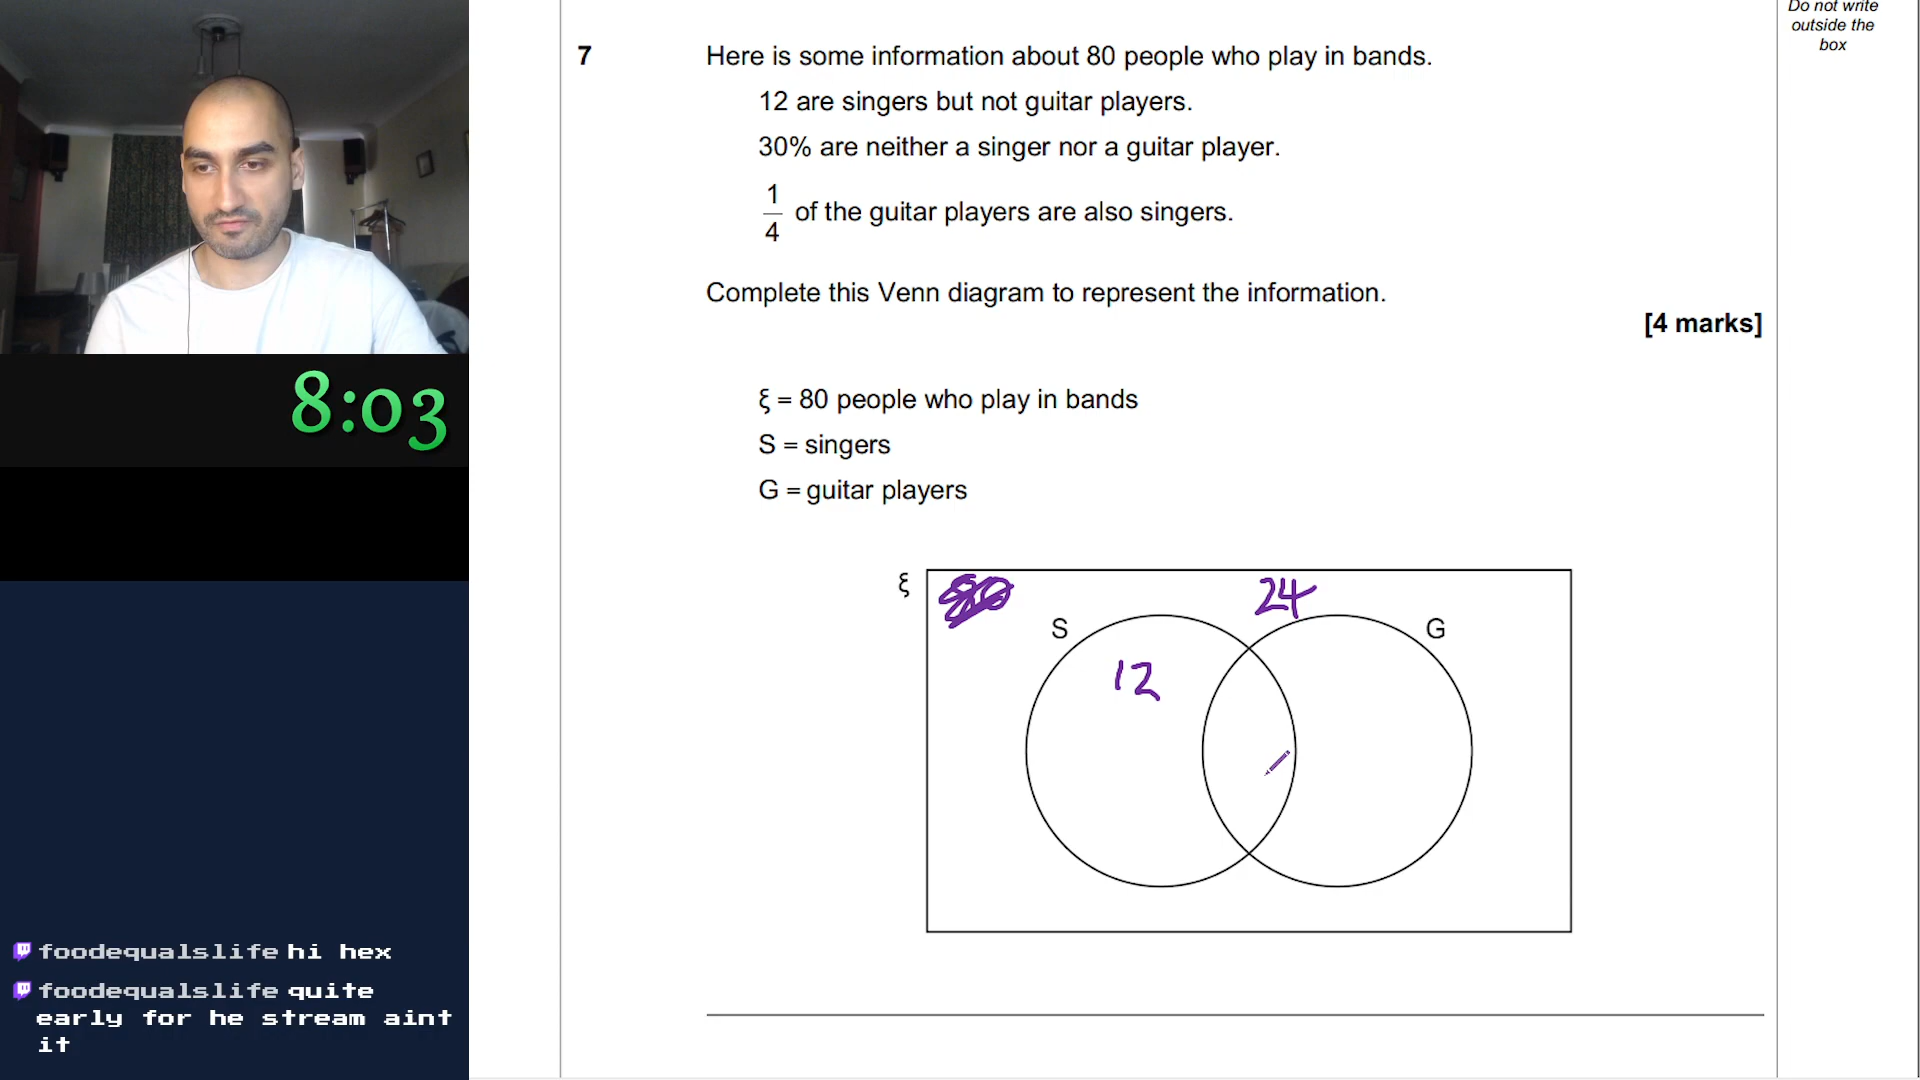 8:03
foodequalslife hi hex
foodequalslife quite
early for he stream aint
it
Do not write
outside the
box
7 Here is some information about 80 people who play in bands.
12 are singers but not guitar players.
30% are neither a singer nor a guitar player.
1/4 of the guitar players are also singers.
Complete this Venn diagram to represent the information.
[4 marks]
ξ = 80 people who play in bands
S = singers
G = guitar players
ξ 24
S G
12